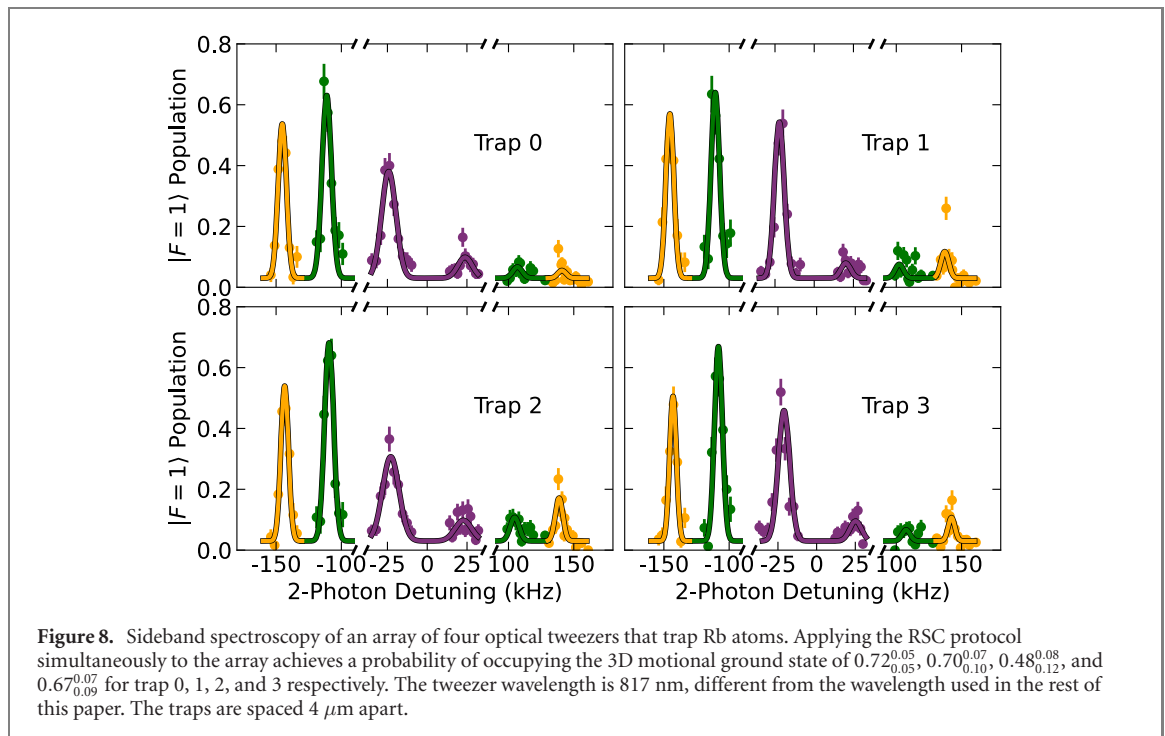 0.8
0.6
0.4
0.2
0.0
|F = 1⟩ Population
Trap 0
Trap 1
0.8
0.6
0.4
0.2
0.0
|F = 1⟩ Population
Trap 2
Trap 3
-150 -100 -25 0 25 100 150
-150 -100 -25 0 25 100 150
2-Photon Detuning (kHz)
2-Photon Detuning (kHz)
Figure 8. Sideband spectroscopy of an array of four optical tweezers that trap Rb atoms. Applying the RSC protocol
simultaneously to the array achieves a probability of occupying the 3D motional ground state of 0.72^{0.05}_{0.05}, 0.70^{0.07}_{0.10}, 0.48^{0.08}_{0.12}, and
0.67^{0.07}_{0.09} for trap 0, 1, 2, and 3 respectively. The tweezer wavelength is 817 nm, different from the wavelength used in the rest of
this paper. The traps are spaced 4 μm apart.